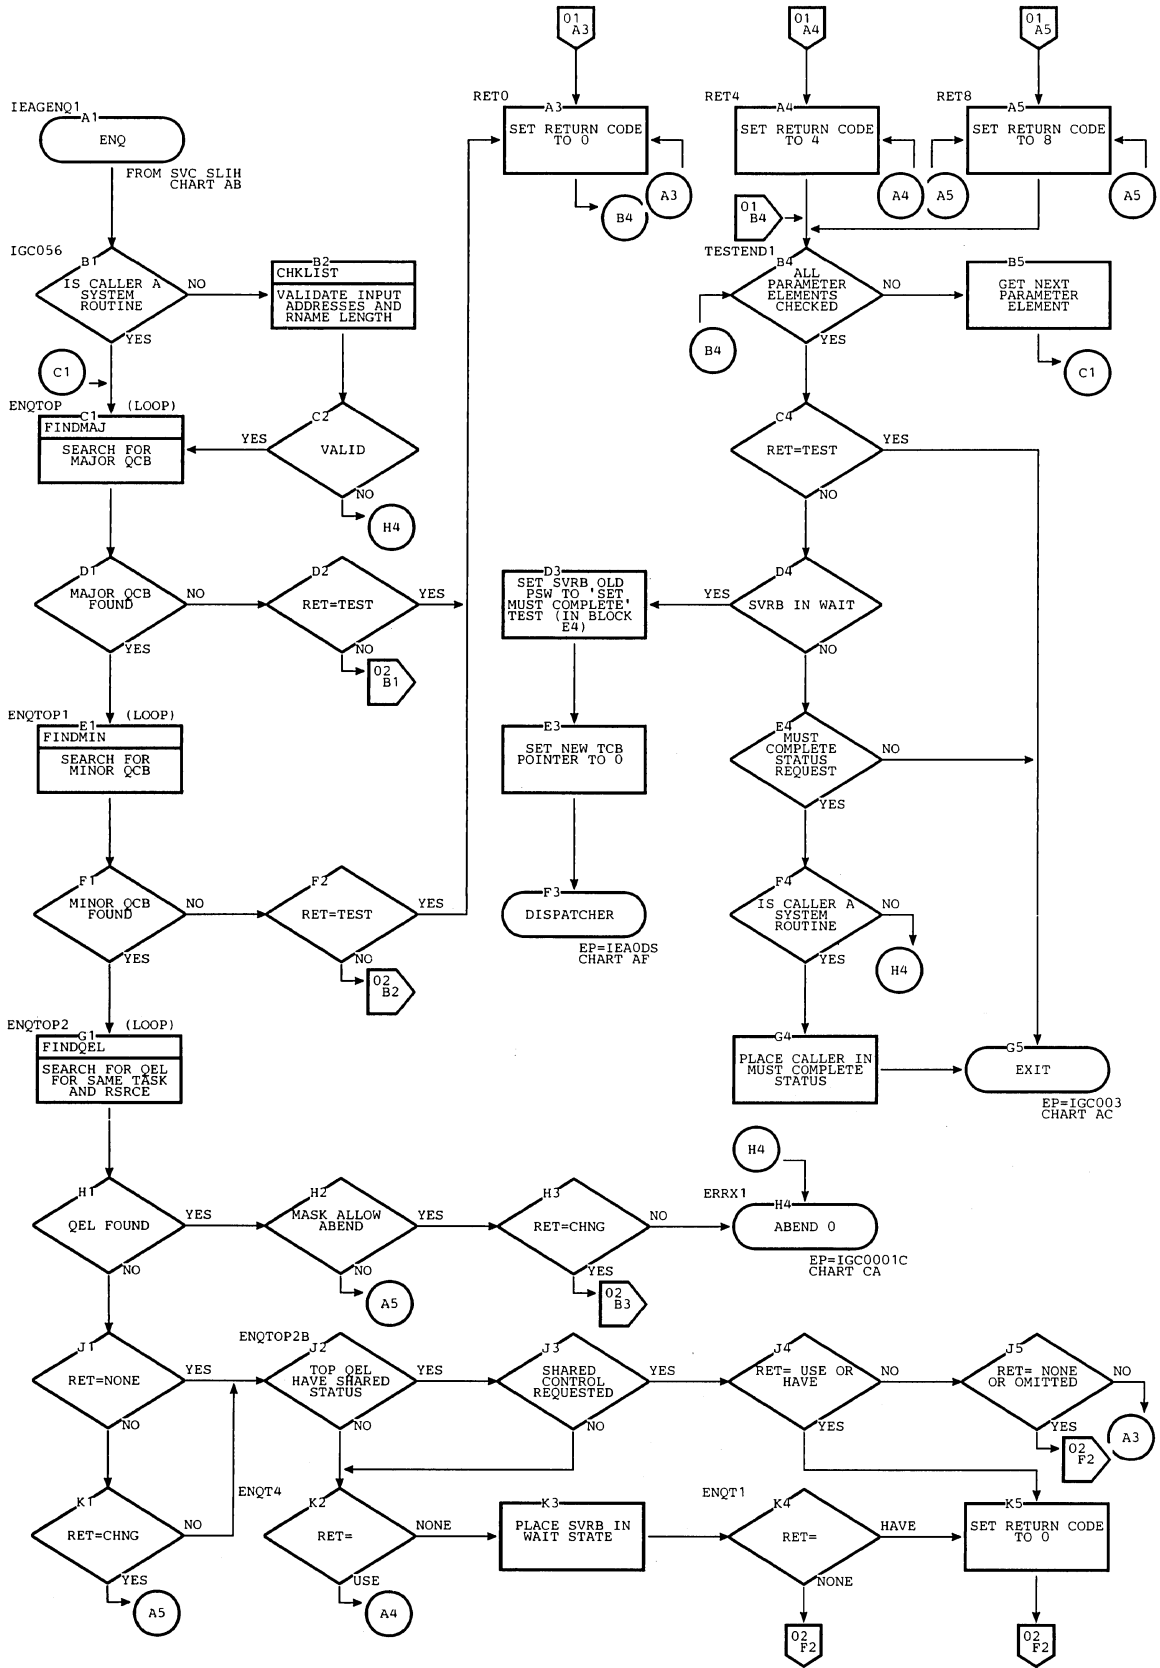 01
A3
01
A4
01
A5
IEAGENQ1
A1
ENQ
FROM SVC SLIH
CHART AB
RET0
A3
SET RETURN CODE
TO 0
RET4
A4
SET RETURN CODE
TO 4
RET8
A5
SET RETURN CODE
TO 8
B4
A3
01
B4
A4
A5
A5
IGC056
B1
IS CALLER A
SYSTEM
ROUTINE
NO
YES
B2
CHKLIST
VALIDATE INPUT
ADDRESSES AND
RNAME LENGTH
TESTEND1
B4
ALL
PARAMETER
ELEMENTS
CHECKED
NO
YES
B4
B5
GET NEXT
PARAMETER
ELEMENT
C1
C1
ENQTOP
C1
(LOOP)
FINDMAJ
SEARCH FOR
MAJOR QCB
C2
VALID
YES
NO
H4
C4
RET=TEST
YES
NO
D1
MAJOR QCB
FOUND
NO
YES
D2
RET=TEST
YES
NO
02
B1
D3
SET SVRB OLD
PSW TO 'SET
MUST COMPLETE'
TEST (IN BLOCK
E4)
D4
SVRB IN WAIT
YES
NO
ENQTOP1
E1
(LOOP)
FINDMIN
SEARCH FOR
MINOR QCB
E3
SET NEW TCB
POINTER TO 0
E4
MUST
COMPLETE
STATUS
REQUEST
NO
YES
F1
MINOR QCB
FOUND
NO
YES
F2
RET=TEST
YES
NO
02
B2
F3
DISPATCHER
EP=IEA0DS
CHART AF
F4
IS CALLER A
SYSTEM
ROUTINE
NO
YES
H4
ENQTOP2
G1
(LOOP)
FINDQEL
SEARCH FOR QEL
FOR SAME TASK
AND RSRCE
G4
PLACE CALLER IN
MUST COMPLETE
STATUS
G5
EXIT
EP=IGC003
CHART AC
H4
H1
QEL FOUND
YES
NO
H2
MASK ALLOW
ABEND
YES
NO
A5
H3
RET=CHNG
NO
YES
02
B3
ERRX1
H4
ABEND 0
EP=IGC0001C
CHART CA
J1
RET=NONE
YES
NO
ENQTOP2B
J2
TOP QEL
HAVE SHARED
STATUS
YES
NO
J3
SHARED
CONTROL
REQUESTED
YES
NO
J4
RET= USE OR
HAVE
NO
YES
J5
RET= NONE
OR OMITTED
NO
YES
02
F2
A3
K1
RET=CHNG
NO
YES
A5
ENQT4
K2
RET=
NONE
USE
A4
K3
PLACE SVRB IN
WAIT STATE
ENQT1
K4
RET=
HAVE
NONE
02
F2
K5
SET RETURN CODE
TO 0
02
F2